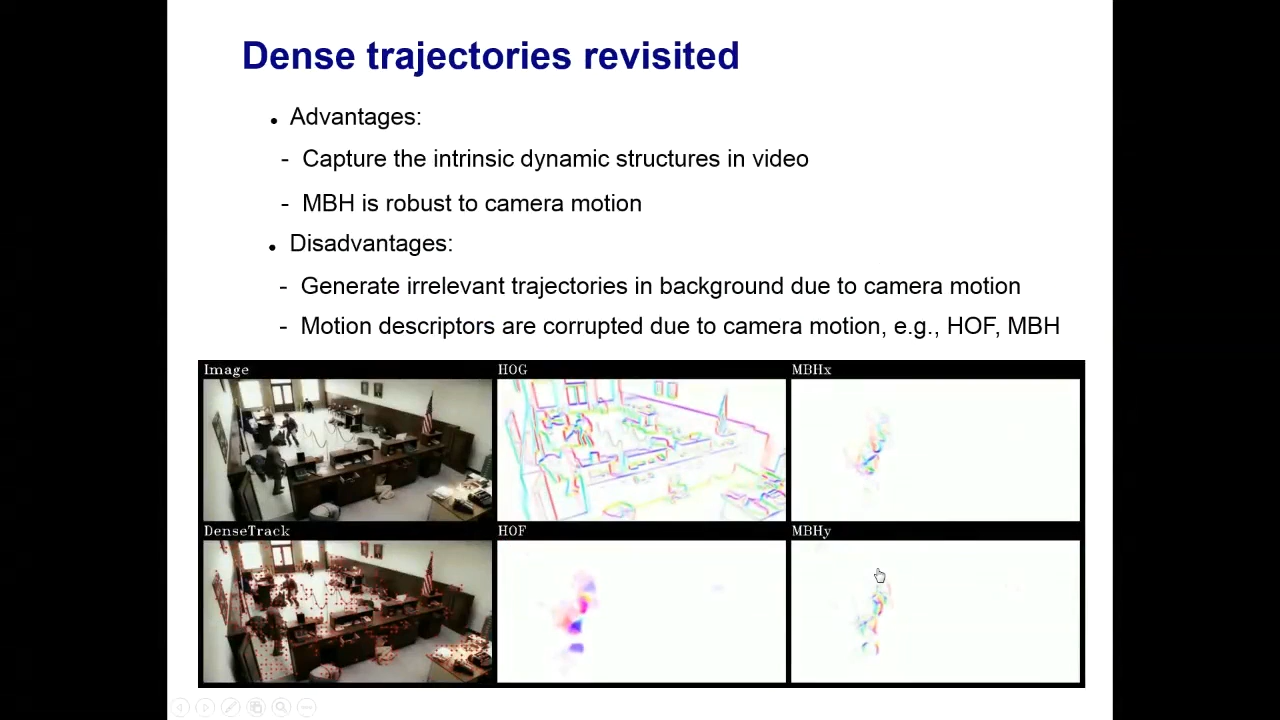 Dense trajectories revisited
• Advantages:
- Capture the intrinsic dynamic structures in video
- MBH is robust to camera motion
• Disadvantages:
- Generate irrelevant trajectories in background due to camera motion
- Motion descriptors are corrupted due to camera motion, e.g., HOF, MBH
Image HOG MBHx
DenseTrack HOF MBHy